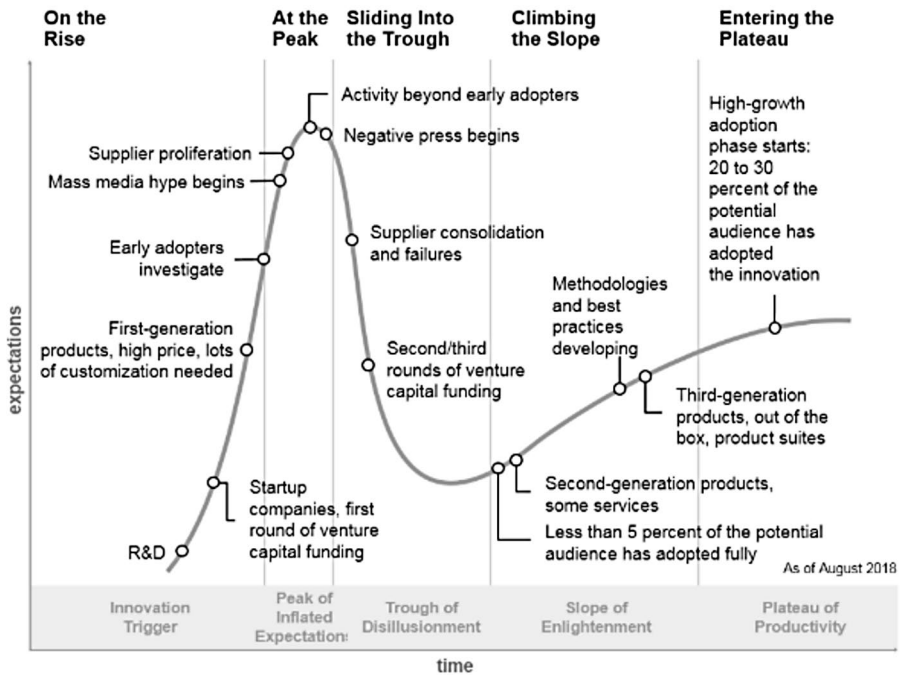 On the
Rise
At the
Peak
Sliding Into
the Trough
Climbing
the Slope
Entering the
Plateau
Activity beyond early adopters
Negative press begins
Supplier proliferation
Mass media hype begins
Early adopters
investigate
First-generation
products, high price, lots
of customization needed
Startup
companies, first
round of venture
capital funding
R&D
Supplier consolidation
and failures
Second/third
rounds of venture
capital funding
Methodologies
and best
practices
developing
High-growth
adoption
phase starts:
20 to 30
percent of the
potential
audience has
adopted
the innovation
Third-generation
products, out of the
box, product suites
Second-generation products,
some services
Less than 5 percent of the potential
audience has adopted fully
As of August 2018
Innovation
Trigger
Peak of
Inflated
Expectations
Trough of
Disillusionment
Slope of
Enlightenment
Plateau of
Productivity
expectations
time